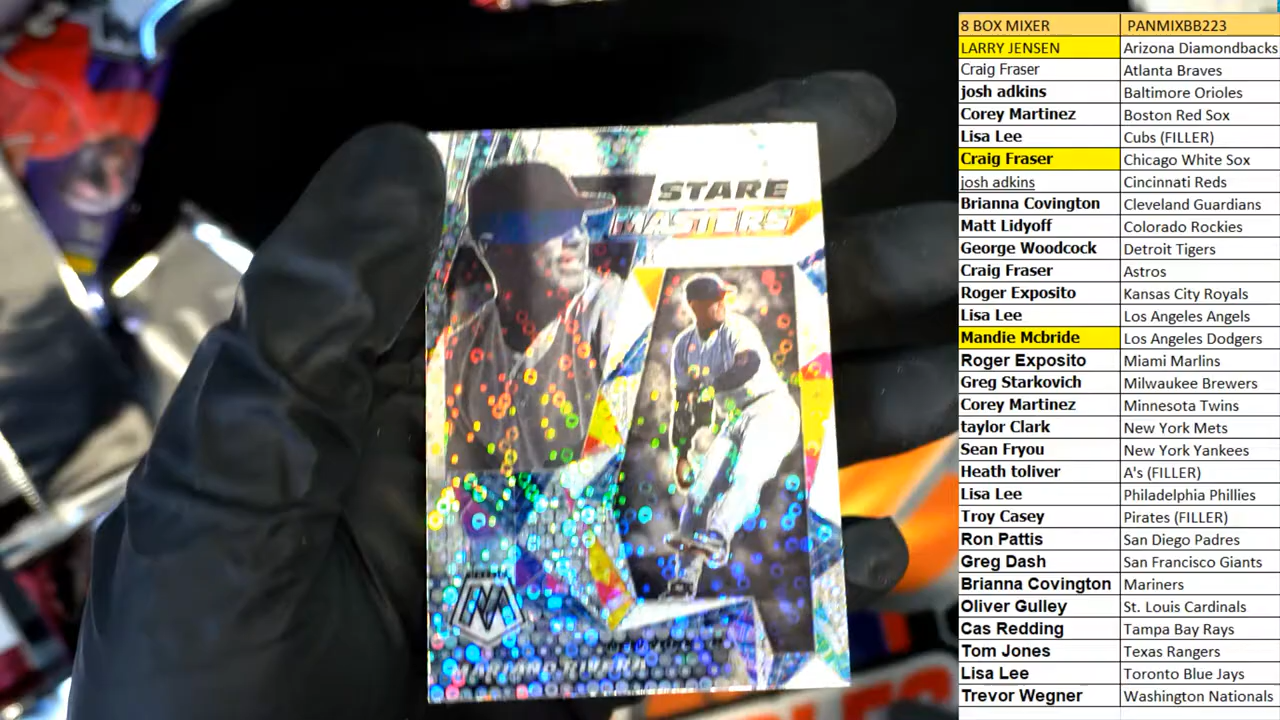 STARE
MASTERS
8 BOX MIXER PANMIXBB223
LARRY JENSEN Arizona Diamondbacks
Craig Fraser Atlanta Braves
josh adkins Baltimore Orioles
Corey Martinez Boston Red Sox
Lisa Lee Cubs (FILLER)
Craig Fraser Chicago White Sox
josh adkins Cincinnati Reds
Brianna Covington Cleveland Guardians
Matt Lidyoff Colorado Rockies
George Woodcock Detroit Tigers
Craig Fraser Astros
Roger Exposito Kansas City Royals
Lisa Lee Los Angeles Angels
Mandie Mcbride Los Angeles Dodgers
Roger Exposito Miami Marlins
Greg Starkovich Milwaukee Brewers
Corey Martinez Minnesota Twins
taylor Clark New York Mets
Sean Fryou New York Yankees
Heath toliver A's (FILLER)
Lisa Lee Philadelphia Phillies
Troy Casey Pirates (FILLER)
Ron Pattis San Diego Padres
Greg Dash San Francisco Giants
Brianna Covington Mariners
Oliver Gulley St. Louis Cardinals
Cas Redding Tampa Bay Rays
Tom Jones Texas Rangers
Lisa Lee Toronto Blue Jays
Trevor Wegner Washington Nationals